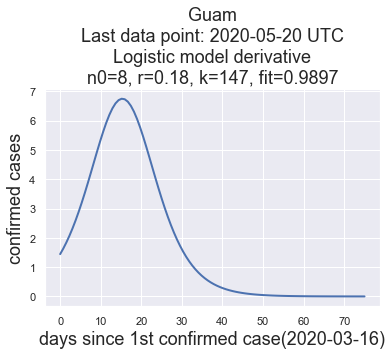 Guam
Last data point: 2020-05-20 UTC
Logistic model derivative
n0=8, r=0.18, k=147, fit=0.9897
7
6
5
4
3
2
1
0
confirmed cases
0 10 20 30 40 50 60 70
days since 1st confirmed case(2020-03-16)